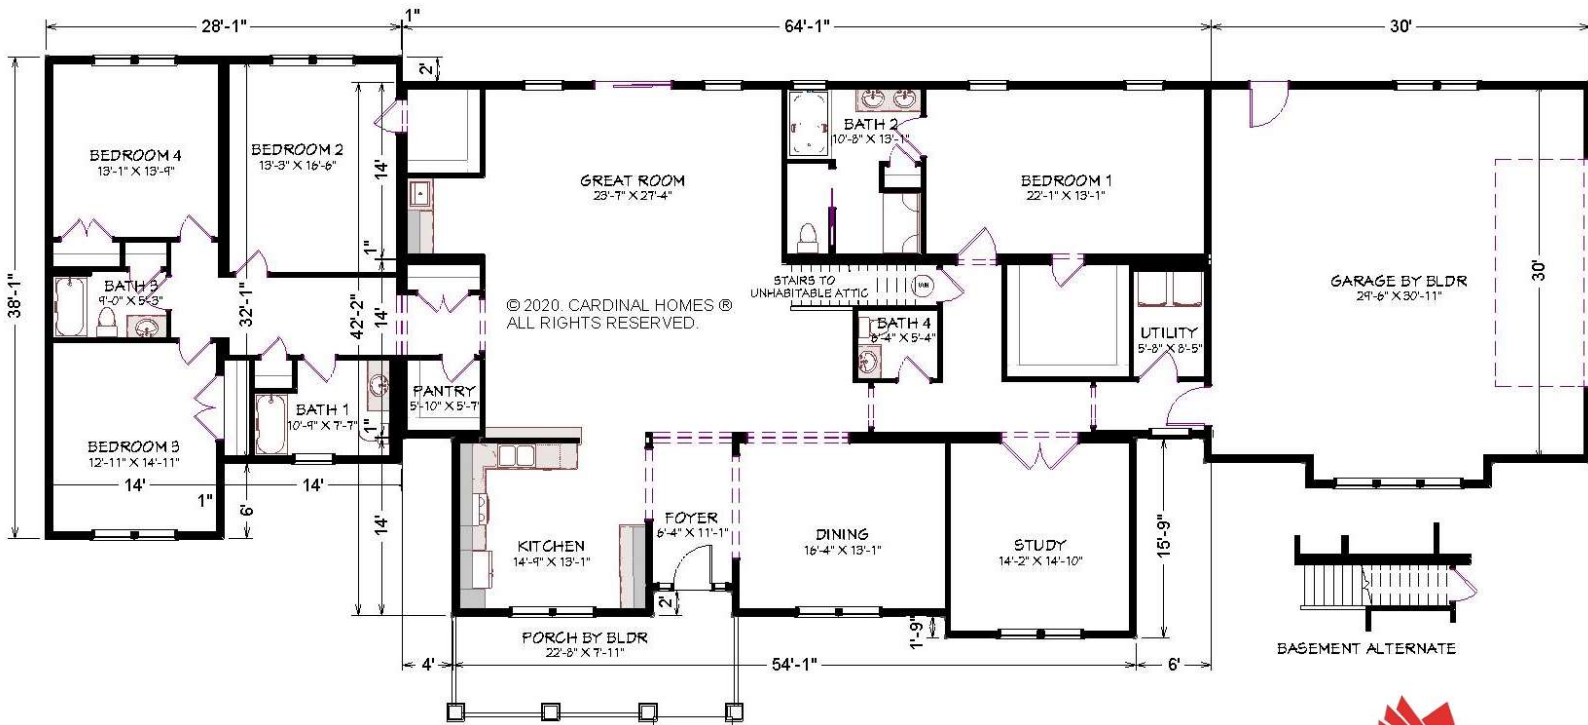 28'-1"
1"
64'-1"
30'
2'
38'-1"
BEDROOM 4
13'-1" X 13'-9"
BEDROOM 2
13'-3" X 16'-6"
14'
1"
GREAT ROOM
23'-7" X 27'-4"
BATH 2
10'-8" X 13'-1"
BEDROOM 1
22'-1" X 13'-1"
GARAGE BY BLDR
29'-6" X 30'-11"
30'
BATH 3
9'-0" X 5'-3"
32'-1"
42'-2"
14'
© 2020. CARDINAL HOMES ®
ALL RIGHTS RESERVED.
STAIRS TO
UNHABITABLE ATTIC
BATH 4
6'-4" X 5'-4"
UTILITY
5'-8" X 8'-5"
PANTRY
5'-10" X 5'-7"
BATH 1
10'-9" X 7'-7"
1"
BEDROOM 3
12'-11" X 14'-11"
14'
1"
6'
14'
14'
KITCHEN
14'-9" X 13'-1"
FOYER
6'-4" X 11'-1"
DINING
16'-4" X 13'-1"
STUDY
14'-2" X 14'-10"
15'-9"
2'
1'-9"
PORCH BY BLDR
22'-8" X 7'-11"
4'
54'-1"
6'
BASEMENT ALTERNATE